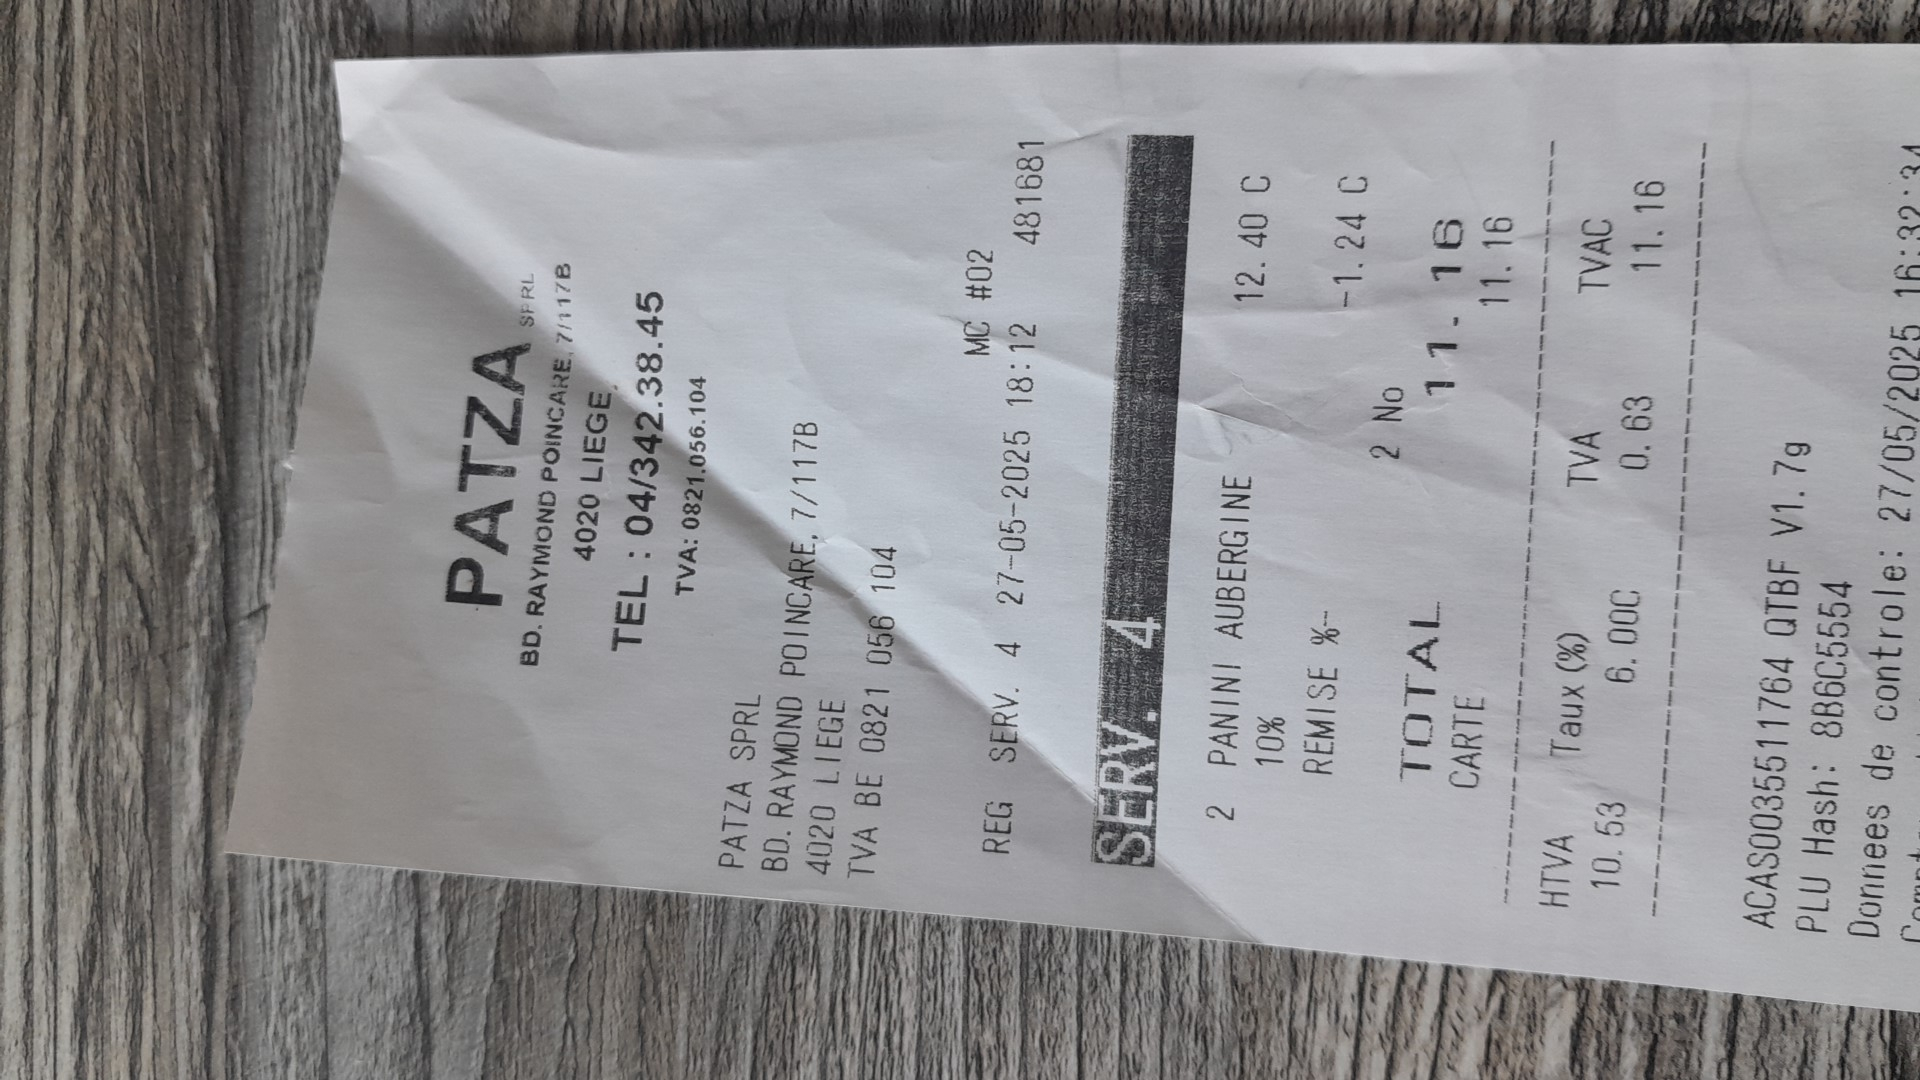 PATZA SPRL
BD. RAYMOND POINCARE, 7/117B
4020 LIEGE
TEL : 04/342.38.45
TVA: 0821.056.104
PATZA SPRL
BD. RAYMOND POINCARE, 7/117B
4020 LIEGE
TVA BE 0821 056 104
MC #02
REG SERV. 4 27-05-2025 18:12 481681
SERV. 4
2 PANINI AUBERGINE 12.40 C
10%
REMISE %- -1.24 C
2 No
TOTAL 11.16
CARTE 11.16
HTVA Taux(%) TVA TVAC
10.53 6.00C 0.63 11.16
ACAS0035511764 QTBF V1.7g
PLU Hash: 8B6C5554
Donnees de controle: 27/05/2025 16:32:34